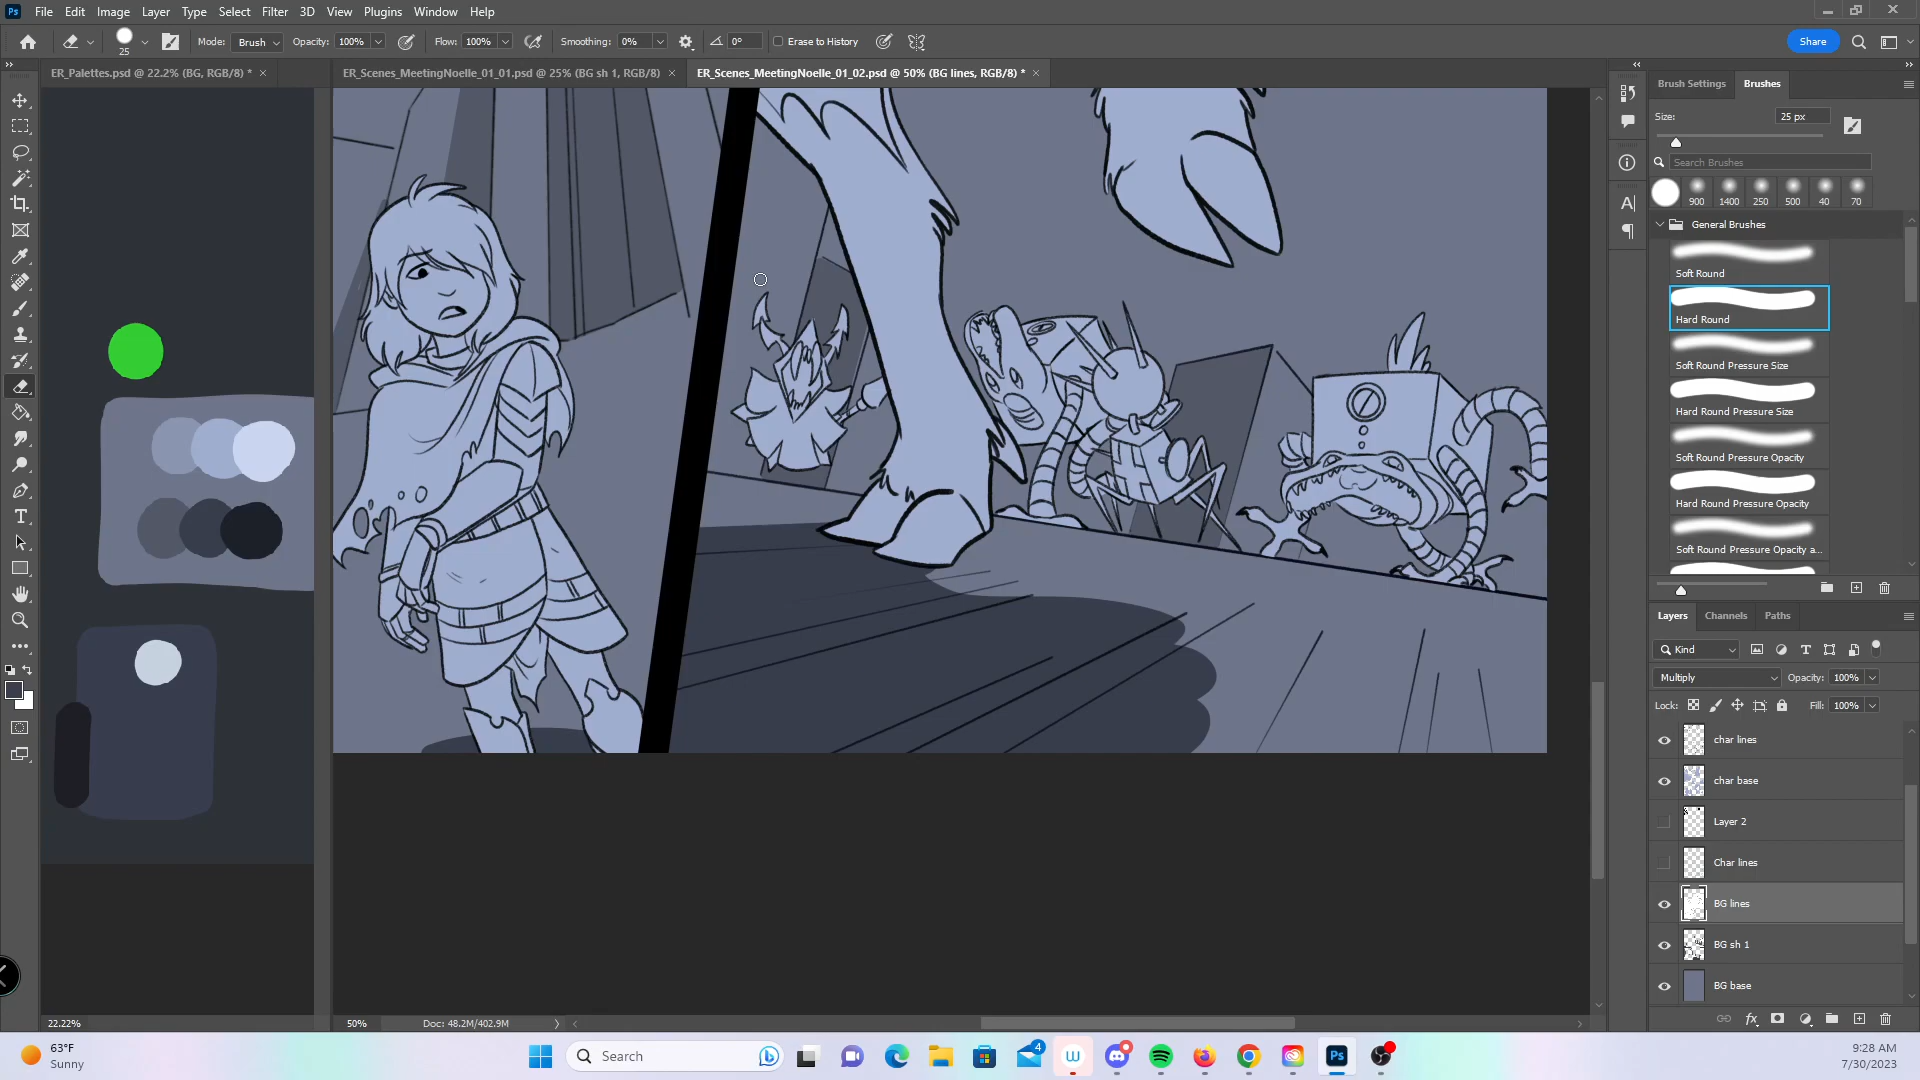 Ps File Edit Image Layer Type Select Filter 3D View Plugins Window Help
25 Mode: Brush Opacity: 100% Flow: 100% Smoothing: 0% 0° Erase to History Share
ER_Palettes.psd @ 22.2% (BG, RGB/8) * ER_Scenes_MeetingNoelle_01_01.psd @ 25% (BG sh 1, RGB/8) ER_Scenes_MeetingNoelle_01_02.psd @ 50% (BG lines, RGB/8) *
Brush Settings Brushes
Size: 25 px
Search Brushes
900 1400 250 500 40 70
General Brushes
Soft Round
Hard Round
Soft Round Pressure Size
Hard Round Pressure Size
Soft Round Pressure Opacity
Hard Round Pressure Opacity
Soft Round Pressure Opacity a...
Layers Channels Paths
Kind
Multiply Opacity: 100%
Lock: Fill: 100%
char lines
char base
Layer 2
Char lines
BG lines
BG sh 1
BG base
22.22% 50% Doc: 48.2M/402.9M
63°F
Sunny
Search
4
Ps
9:28 AM
7/30/2023